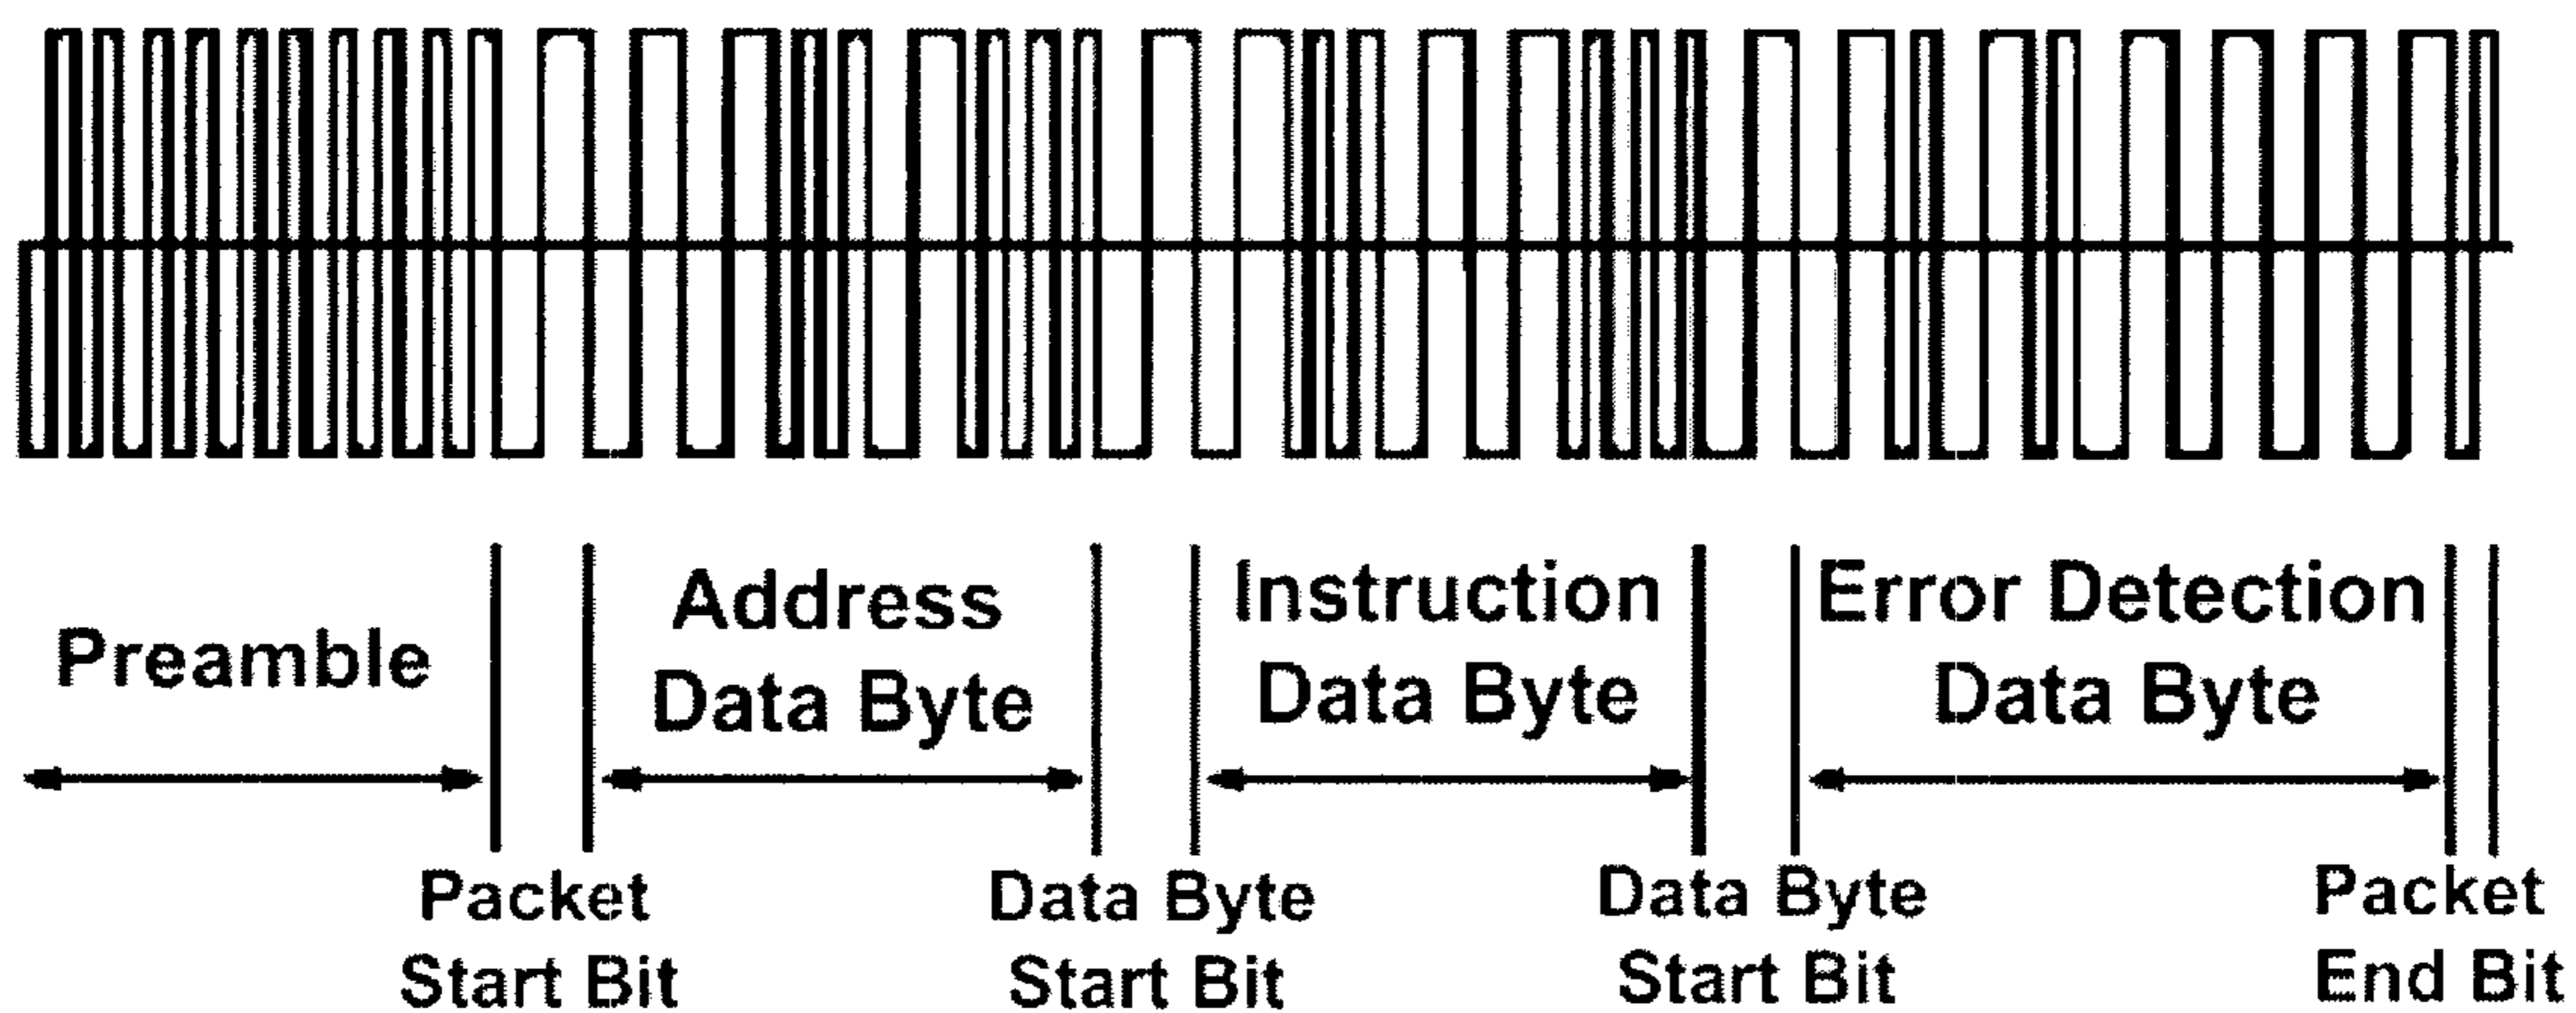 Preamble
Address
Data Byte
Instruction
Data Byte
Error Detection
Data Byte
Packet
Start Bit
Data Byte
Start Bit
Data Byte
Start Bit
Packet
End Bit